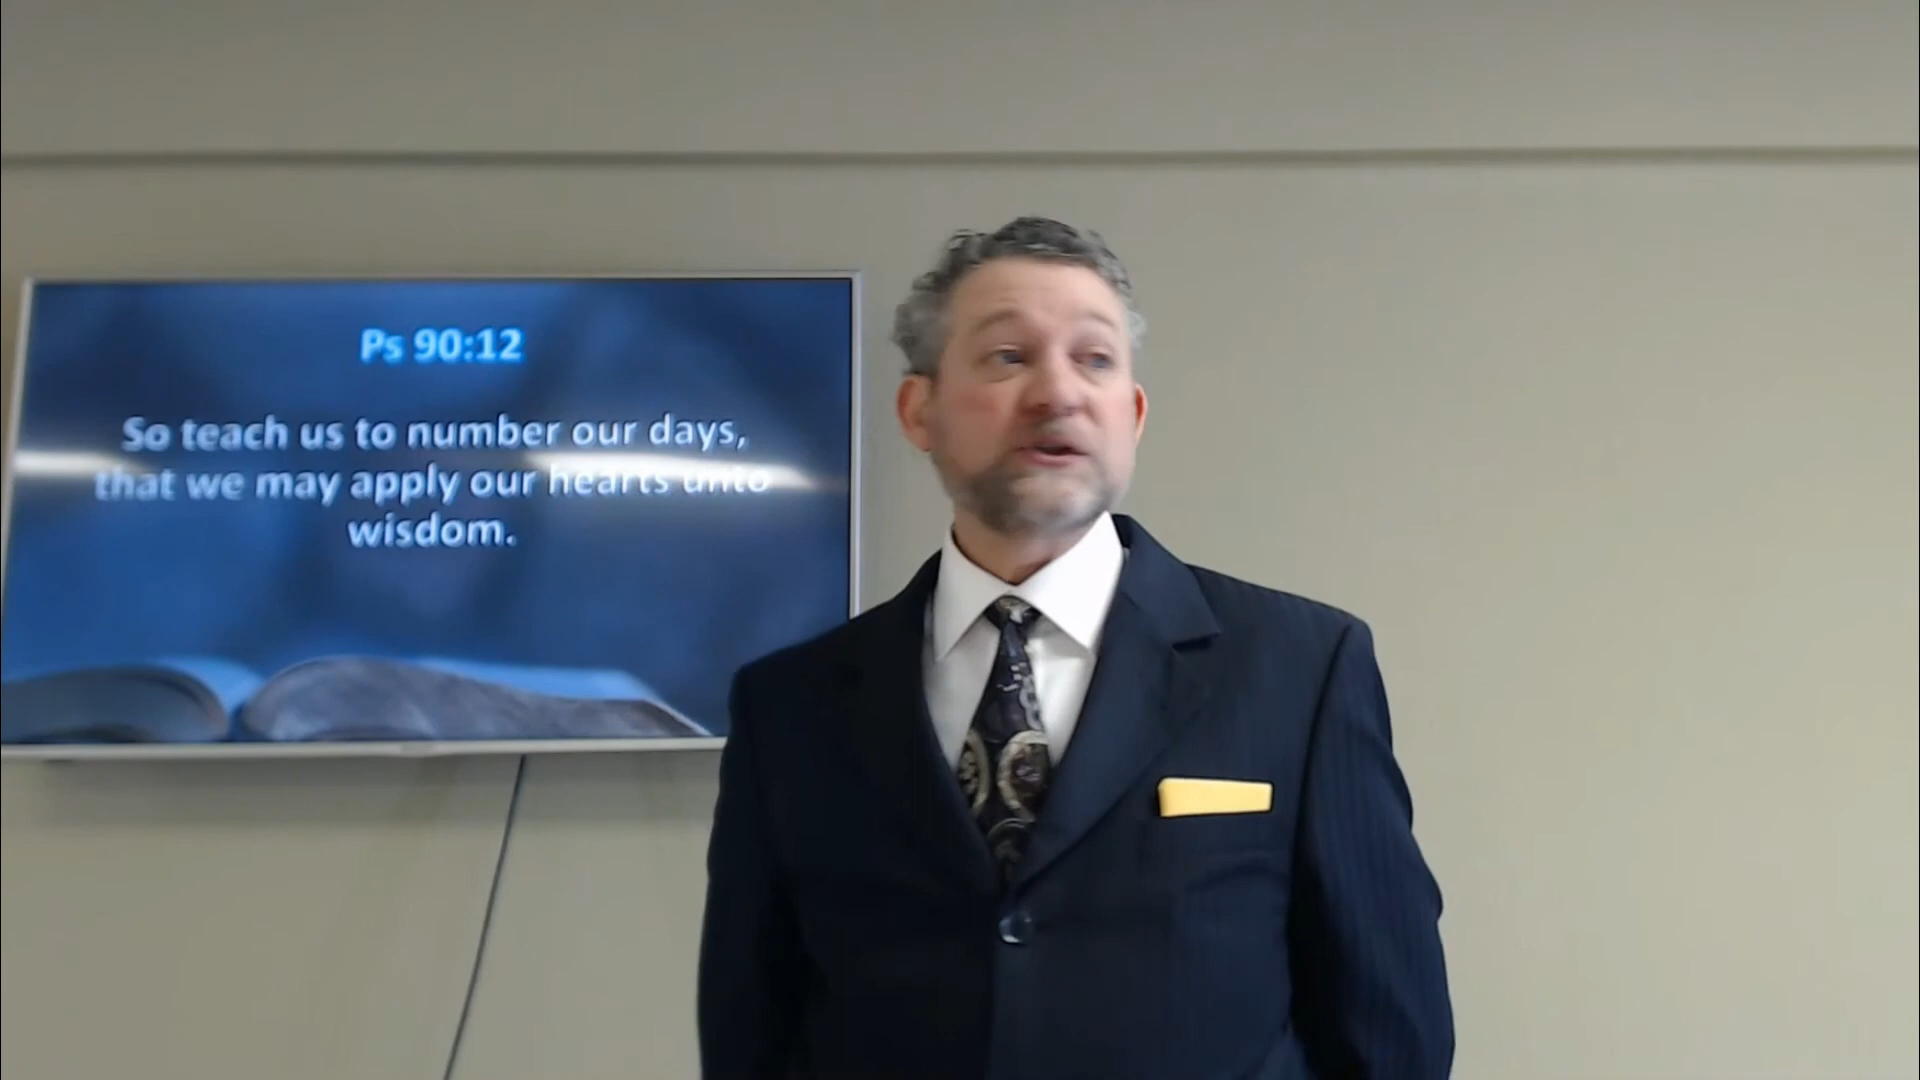 Ps 90:12
So teach us to number our days,
that we may apply our hearts unto
wisdom.